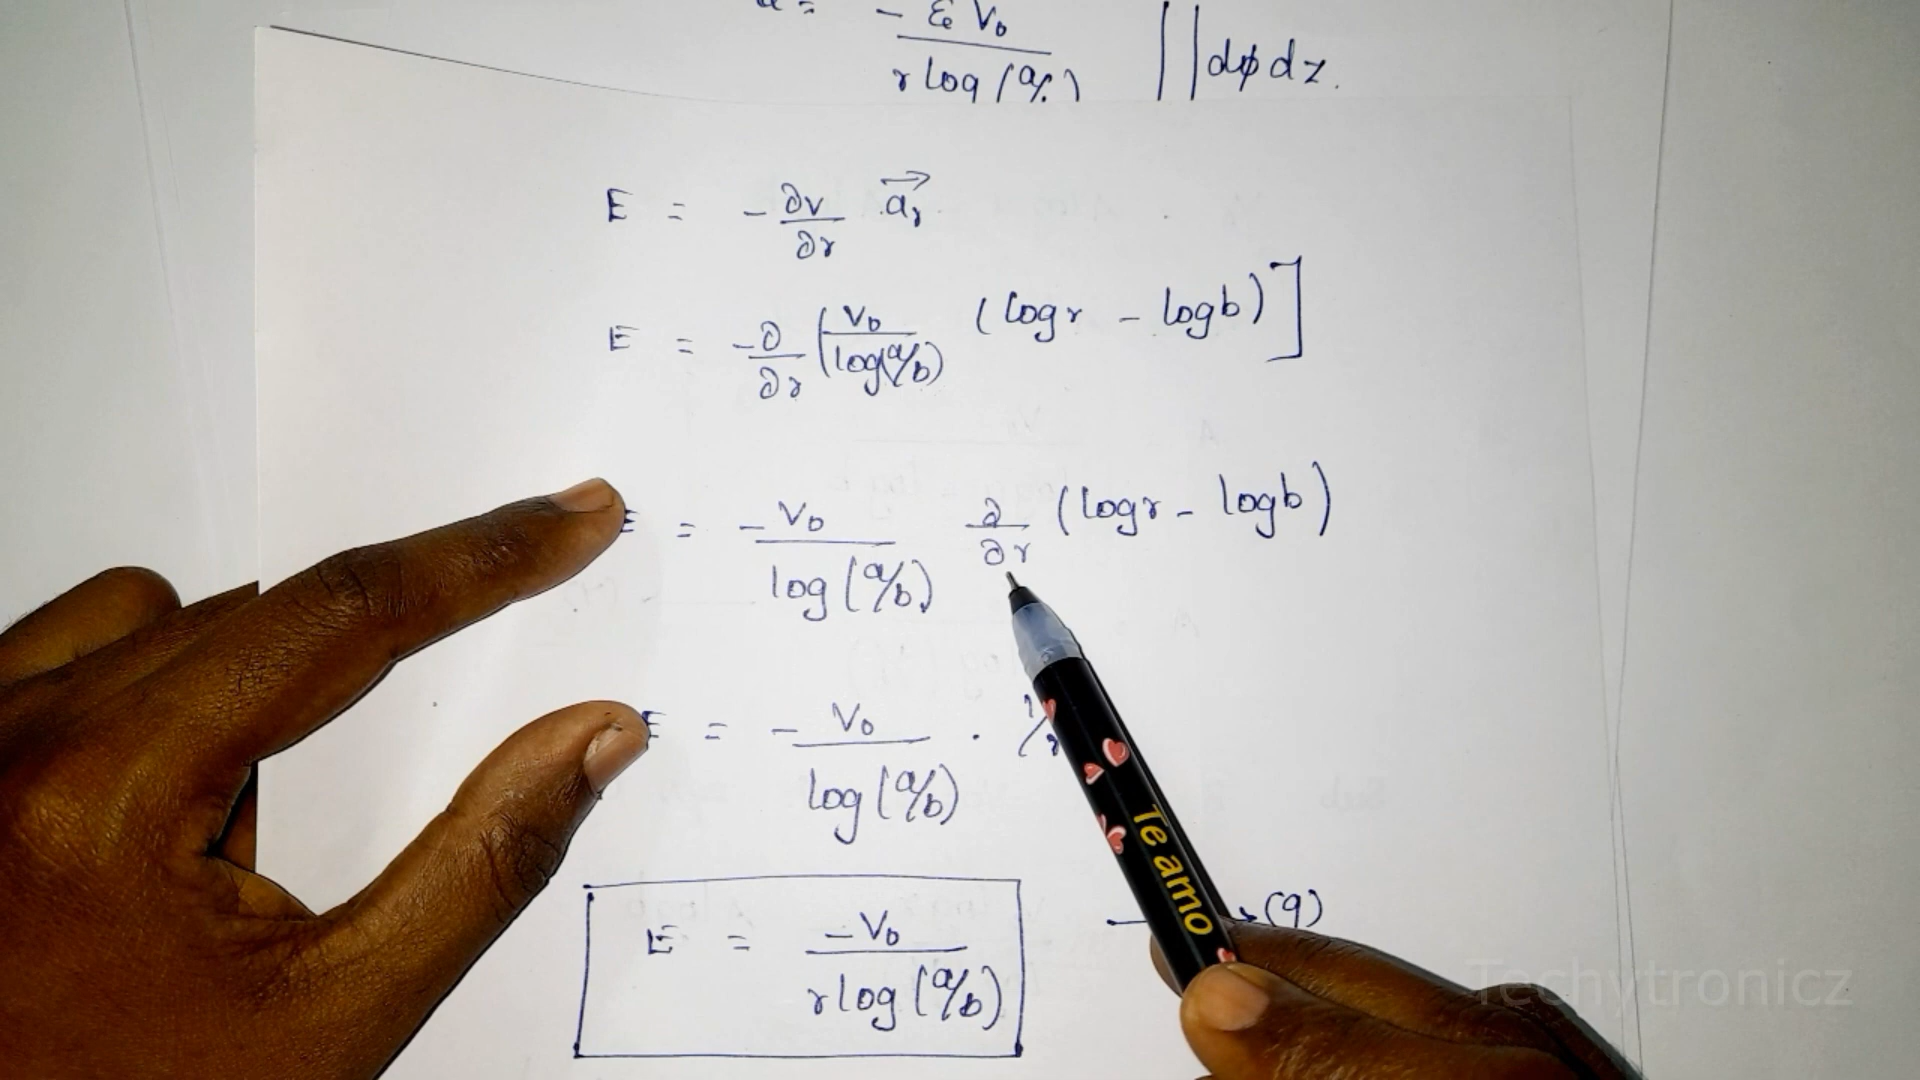 = - ε V₀ / r log (a/ ) ∫∫ dφ dz.
E = - ∂V/∂r a⃗r
E = -∂/∂r [V₀/log(a/b) (log r - log b)]
E = -V₀/log(a/b) ∂/∂r (log r - log b)
E = - V₀/log(a/b) · 1/r
E = -V₀/r log(a/b) → (9)
Te amo
Techytronicz